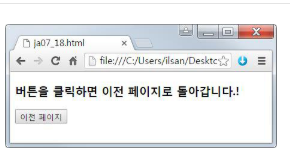 ja07_18.html
file:///C:/Users/ilsan/Desktc
버튼을 클릭하면 이전 페이지로 돌아갑니다.!
이전 페이지